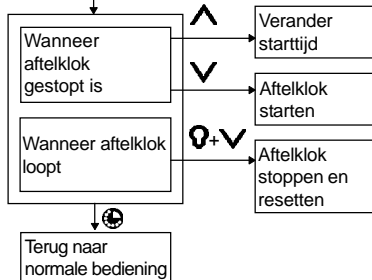 Wanneer
aftelklok
gestopt is
Verander
starttijd
Aftelklok
starten
Wanneer aftelklok
loopt
+
Aftelklok
stoppen en
resetten
Terug naar
normale bediening